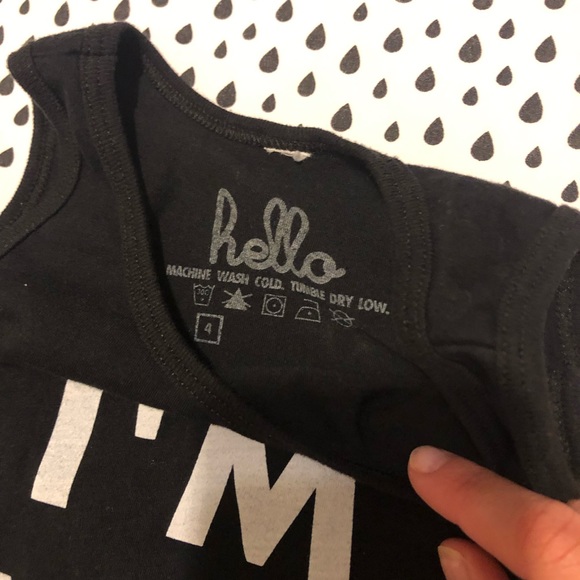 hello
MACHINE WASH COLD. TUMBLE DRY LOW.
4
I'M